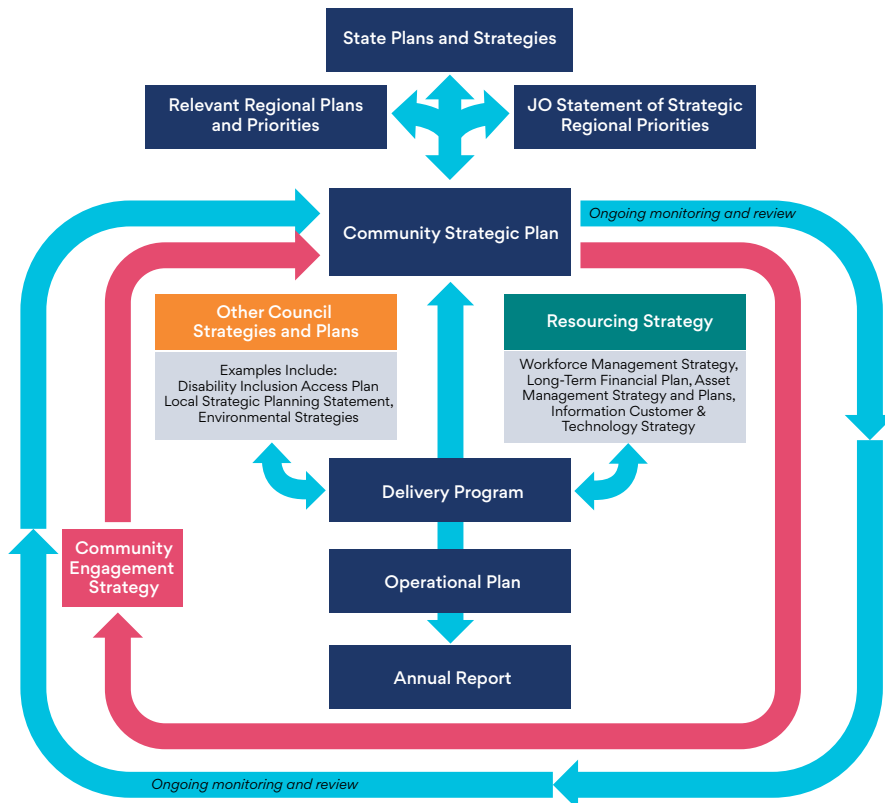 State Plans and Strategies
Relevant Regional Plans
and Priorities
JO Statement of Strategic
Regional Priorities
Community Strategic Plan
Ongoing monitoring and review
Other Council
Strategies and Plans
Examples Include:
Disability Inclusion Access Plan
Local Strategic Planning Statement,
Environmental Strategies
Resourcing Strategy
Workforce Management Strategy,
Long-Term Financial Plan, Asset
Management Strategy and Plans,
Information Customer &
Technology Strategy
Delivery Program
Community
Engagement
Strategy
Operational Plan
Annual Report
Ongoing monitoring and review